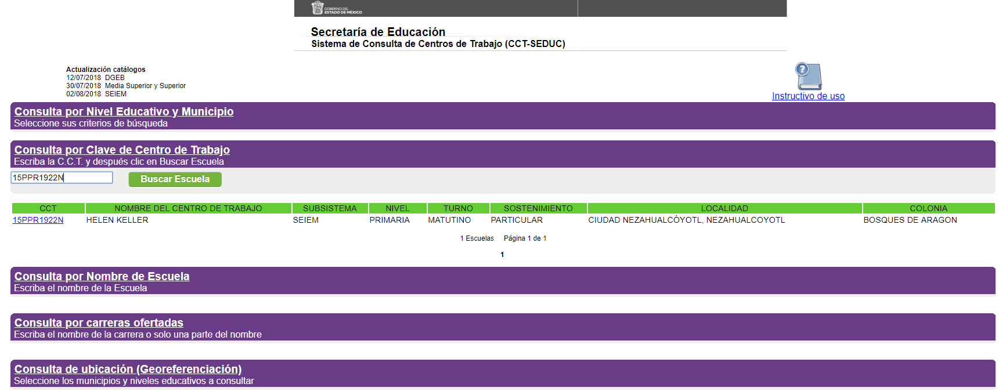 GOBIERNO DEL
ESTADO DE MÉXICO
Secretaría de Educación
Sistema de Consulta de Centros de Trabajo (CCT-SEDUC)
Actualización catálogos
12/07/2018 DGEB
30/07/2018 Media Superior y Superior
02/08/2018 SEIEM
?
Instructivo de uso
Consulta por Nivel Educativo y Municipio
Seleccione sus criterios de búsqueda
Consulta por Clave de Centro de Trabajo
Escriba la C.C.T. y después clic en Buscar Escuela
15PPR1922N Buscar Escuela
CCT NOMBRE DEL CENTRO DE TRABAJO SUBSISTEMA NIVEL TURNO SOSTENIMIENTO LOCALIDAD COLONIA
15PPR1922N HELEN KELLER SEIEM PRIMARIA MATUTINO PARTICULAR CIUDAD NEZAHUALCÓYOTL, NEZAHUALCOYOTL BOSQUES DE ARAGON
1 Escuelas Página 1 de 1
1
Consulta por Nombre de Escuela
Escriba el nombre de la Escuela
Consulta por carreras ofertadas
Escriba el nombre de la carrera o solo una parte del nombre
Consulta de ubicación (Georeferenciación)
Seleccione los municipios y niveles educativos a consultar